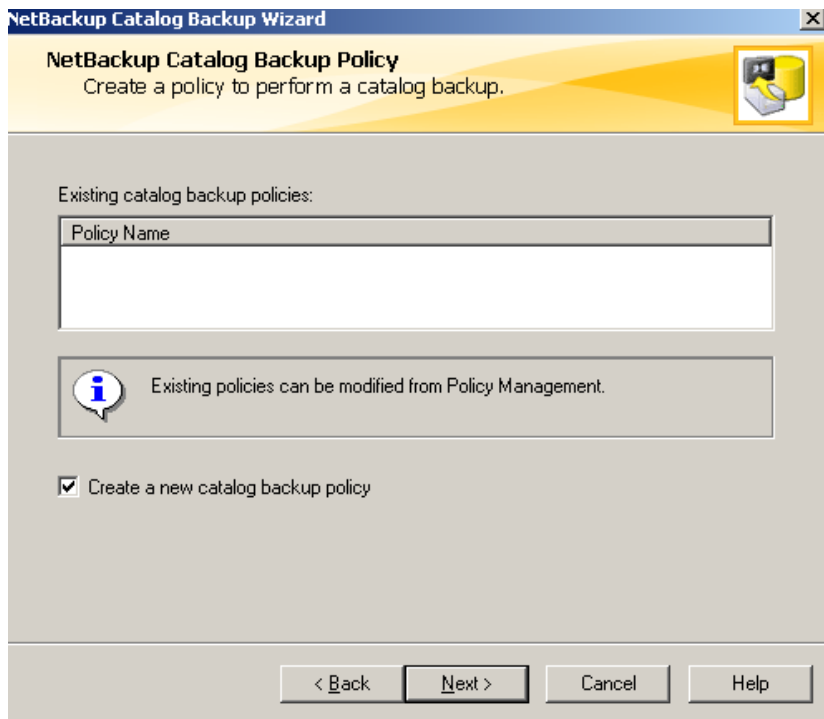 NetBackup Catalog Backup Wizard
NetBackup Catalog Backup Policy
Create a policy to perform a catalog backup.
Existing catalog backup policies:
Policy Name
Existing policies can be modified from Policy Management.
Create a new catalog backup policy
< Back
Next >
Cancel
Help